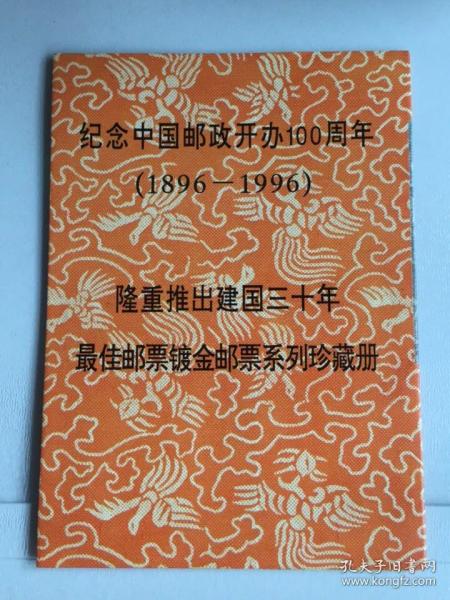 纪念中国邮政开办100周年
(1896－1996)
隆重推出建国三十年
最佳邮票镀金邮票系列珍藏册
孔夫子旧书网
www.kongfz.com